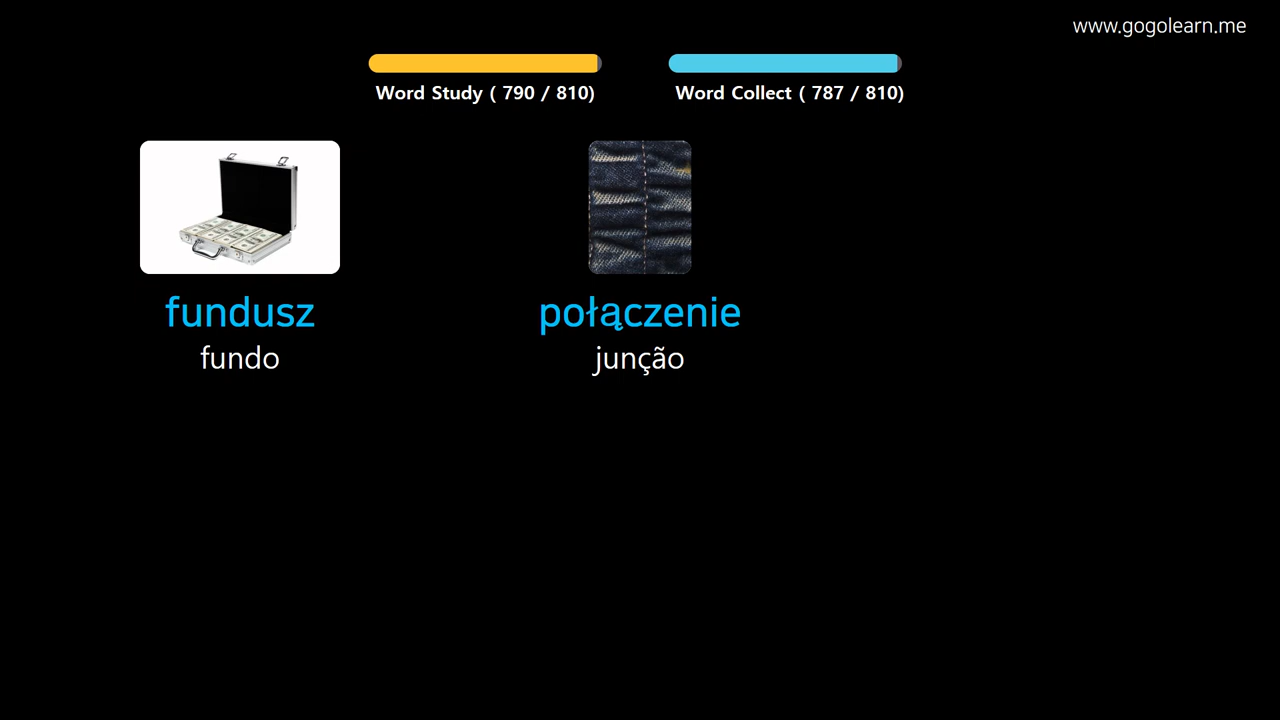 www.gogolearn.me
Word Study ( 790 / 810)
Word Collect ( 787 / 810)
fundusz
fundo
połączenie
junção